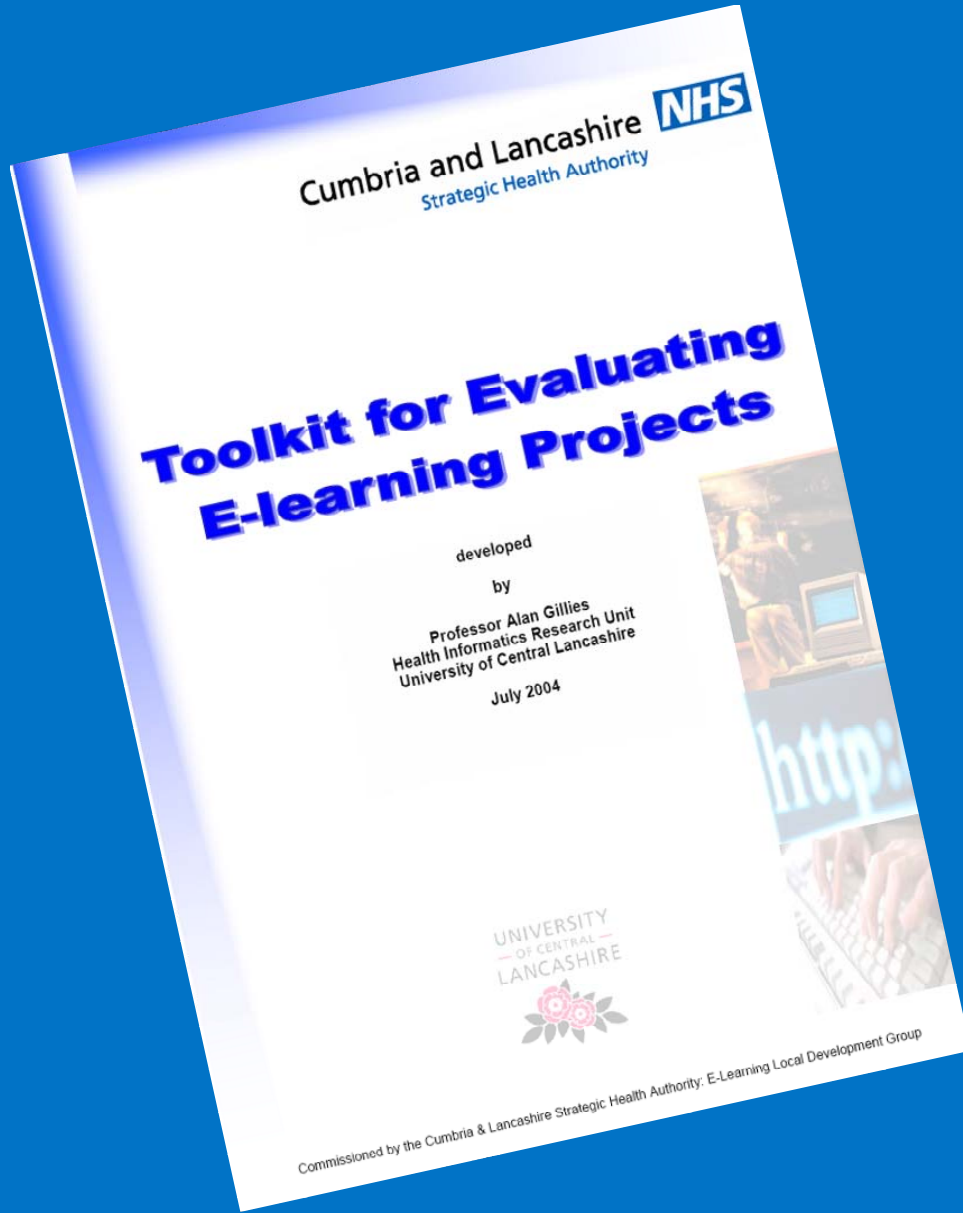 Cumbria and Lancashire NHS
Strategic Health Authority
Toolkit for Evaluating
E-learning Projects
developed
by
Professor Alan Gillies
Health Informatics Research Unit
University of Central Lancashire
July 2004
http:
UNIVERSITY
OF CENTRAL
LANCASHIRE
Commissioned by the Cumbria & Lancashire Strategic Health Authority: E-Learning Local Development Group